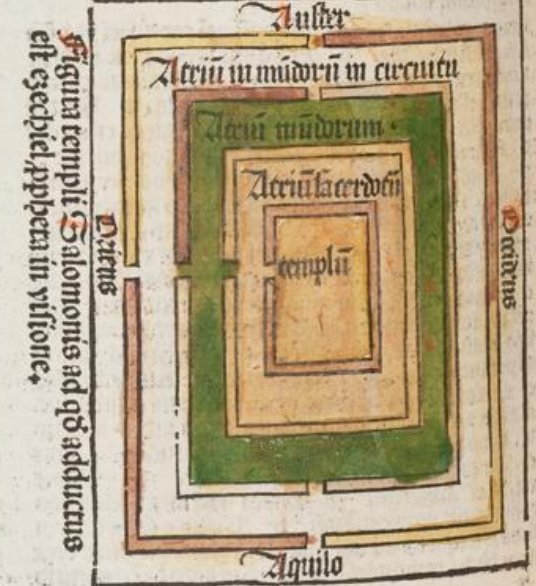 Auster
Atriū in mūdorū in circuitu
Atriū mūdorum.
Atriū sacerdotū
templū
Oriens
Occidens
Aquilo
Figura templi Salomonis ad qd̄ adductus
est ezechiel ꝓpheta in visione.